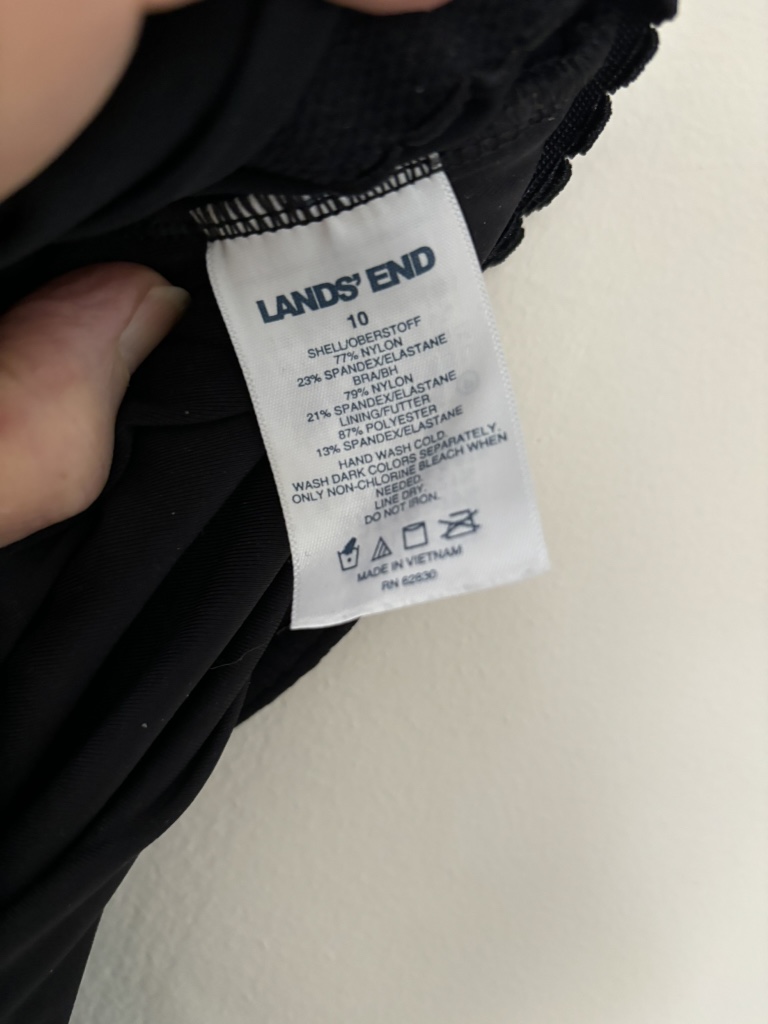 LANDS' END
10
SHELL/OBERSTOFF
77% NYLON
23% SPANDEX/ELASTANE
BRA/BH
79% NYLON
21% SPANDEX/ELASTANE
LINING/FUTTER
87% POLYESTER
13% SPANDEX/ELASTANE
HAND WASH COLD.
WASH DARK COLORS SEPARATELY.
ONLY NON-CHLORINE BLEACH WHEN
NEEDED.
LINE DRY.
DO NOT IRON.
MADE IN VIETNAM
RN 62830